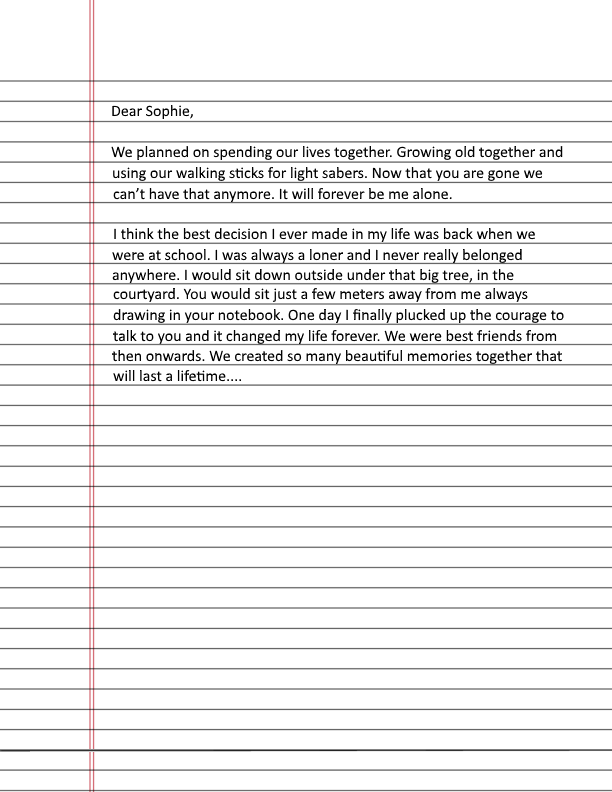 Dear Sophie,
We planned on spending our lives together. Growing old together and
using our walking sticks for light sabers. Now that you are gone we
can’t have that anymore. It will forever be me alone.
I think the best decision I ever made in my life was back when we
were at school. I was always a loner and I never really belonged
anywhere. I would sit down outside under that big tree, in the
courtyard. You would sit just a few meters away from me always
drawing in your notebook. One day I finally plucked up the courage to
talk to you and it changed my life forever. We were best friends from
then onwards. We created so many beautiful memories together that
will last a lifetime....